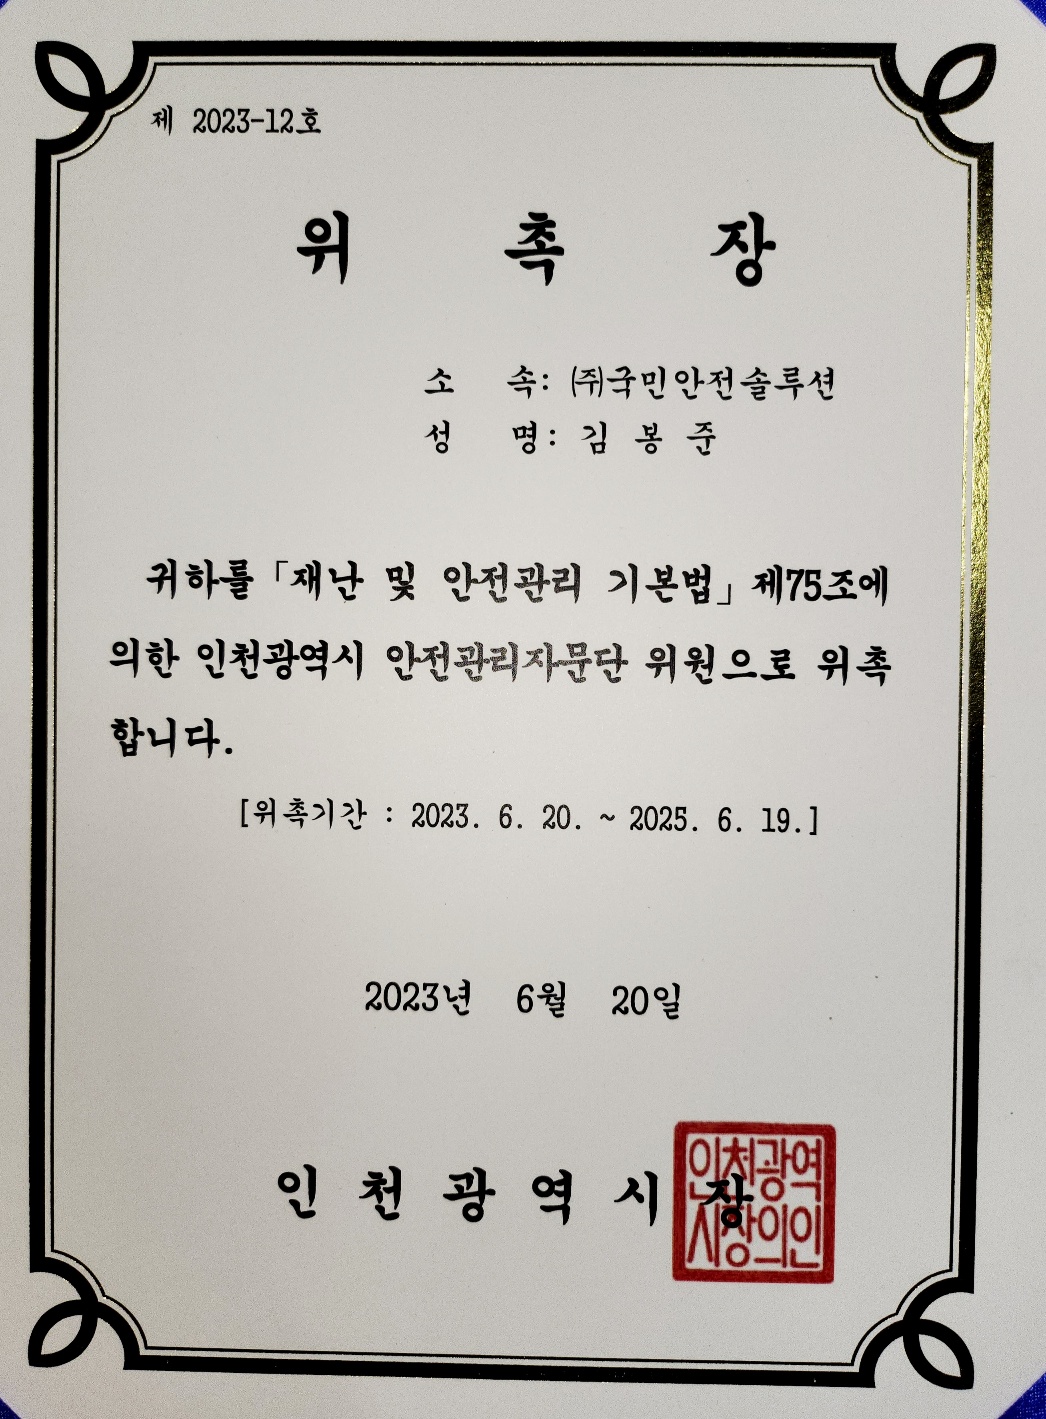 제 2023-12호
위 촉 장
소 속: ㈜국민안전솔루션
성 명: 김 봉 준
귀하를 「재난 및 안전관리 기본법」 제75조에
의한 인천광역시 안전관리자문단 위원으로 위촉
합니다.
[위촉기간 : 2023. 6. 20. ~ 2025. 6. 19.]
2023년 6월 20일
인 천 광 역 시 장
인천광역
시장의인